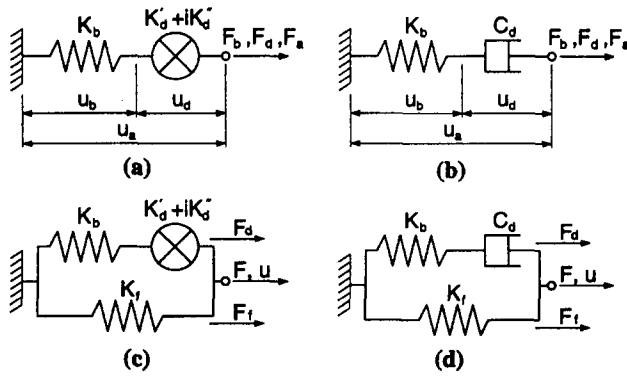 K_b K'_d+iK''_d F_b, F_d, F_a
u_b u_d
u_a
(a)
K_b C_d F_b, F_d, F_a
u_b u_d
u_a
(b)
K_b K'_d+iK''_d F_d
F, u
K_f F_f
(c)
K_b C_d F_d
F, u
K_f F_f
(d)